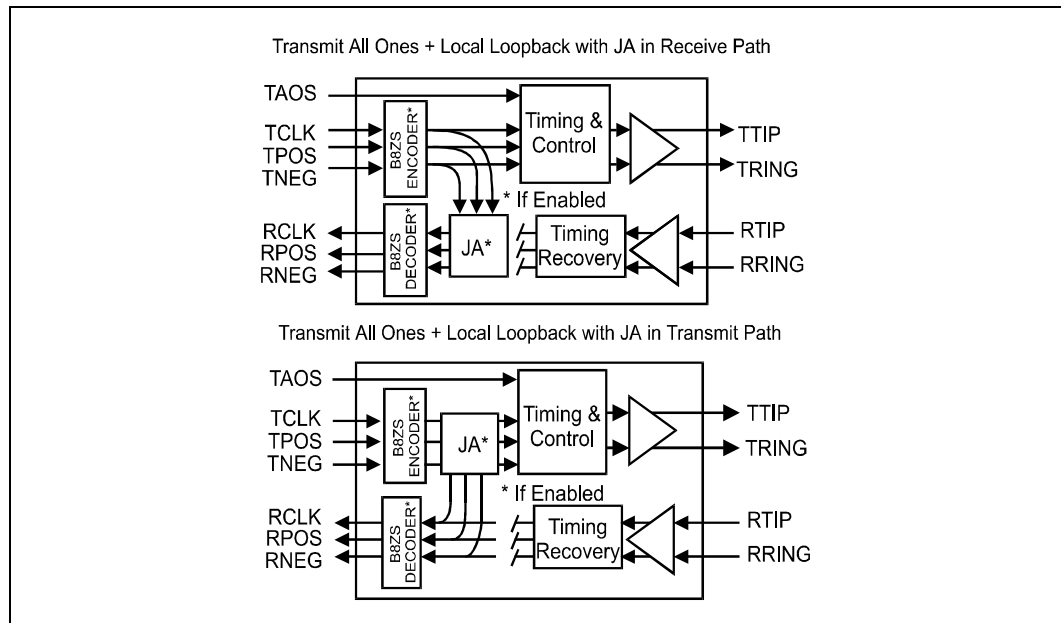 Transmit All Ones + Local Loopback with JA in Receive Path
TAOS
TCLK
TPOS
TNEG
B8ZS
ENCODER*
Timing &
Control
TTIP
TRING
* If Enabled
RCLK
RPOS
RNEG
B8ZS
DECODER*
JA*
Timing
Recovery
RTIP
RRING
Transmit All Ones + Local Loopback with JA in Transmit Path
TAOS
TCLK
TPOS
TNEG
B8ZS
ENCODER*
JA*
Timing &
Control
TTIP
TRING
* If Enabled
RCLK
RPOS
RNEG
B8ZS
DECODER*
Timing
Recovery
RTIP
RRING